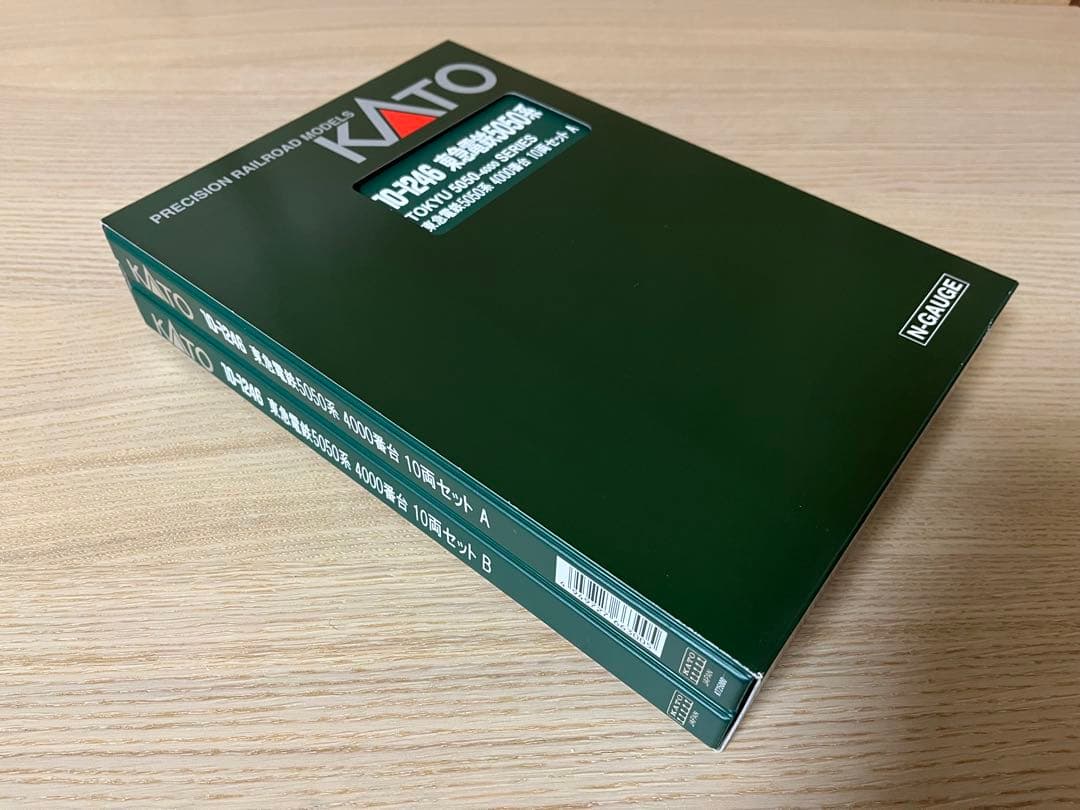 PRECISION RAILROAD MODELS
KATO
10-1246 東急電鉄5050系
TOKYU 5050-4000 SERIES
東急電鉄5050系 4000番台 10両セット A
N-GAUGE
KATO 10-1246 東急電鉄5050系 4000番台 10両セット A
KATO JAPAN
KATO 10-1246 東急電鉄5050系 4000番台 10両セット B
KATO JAPAN